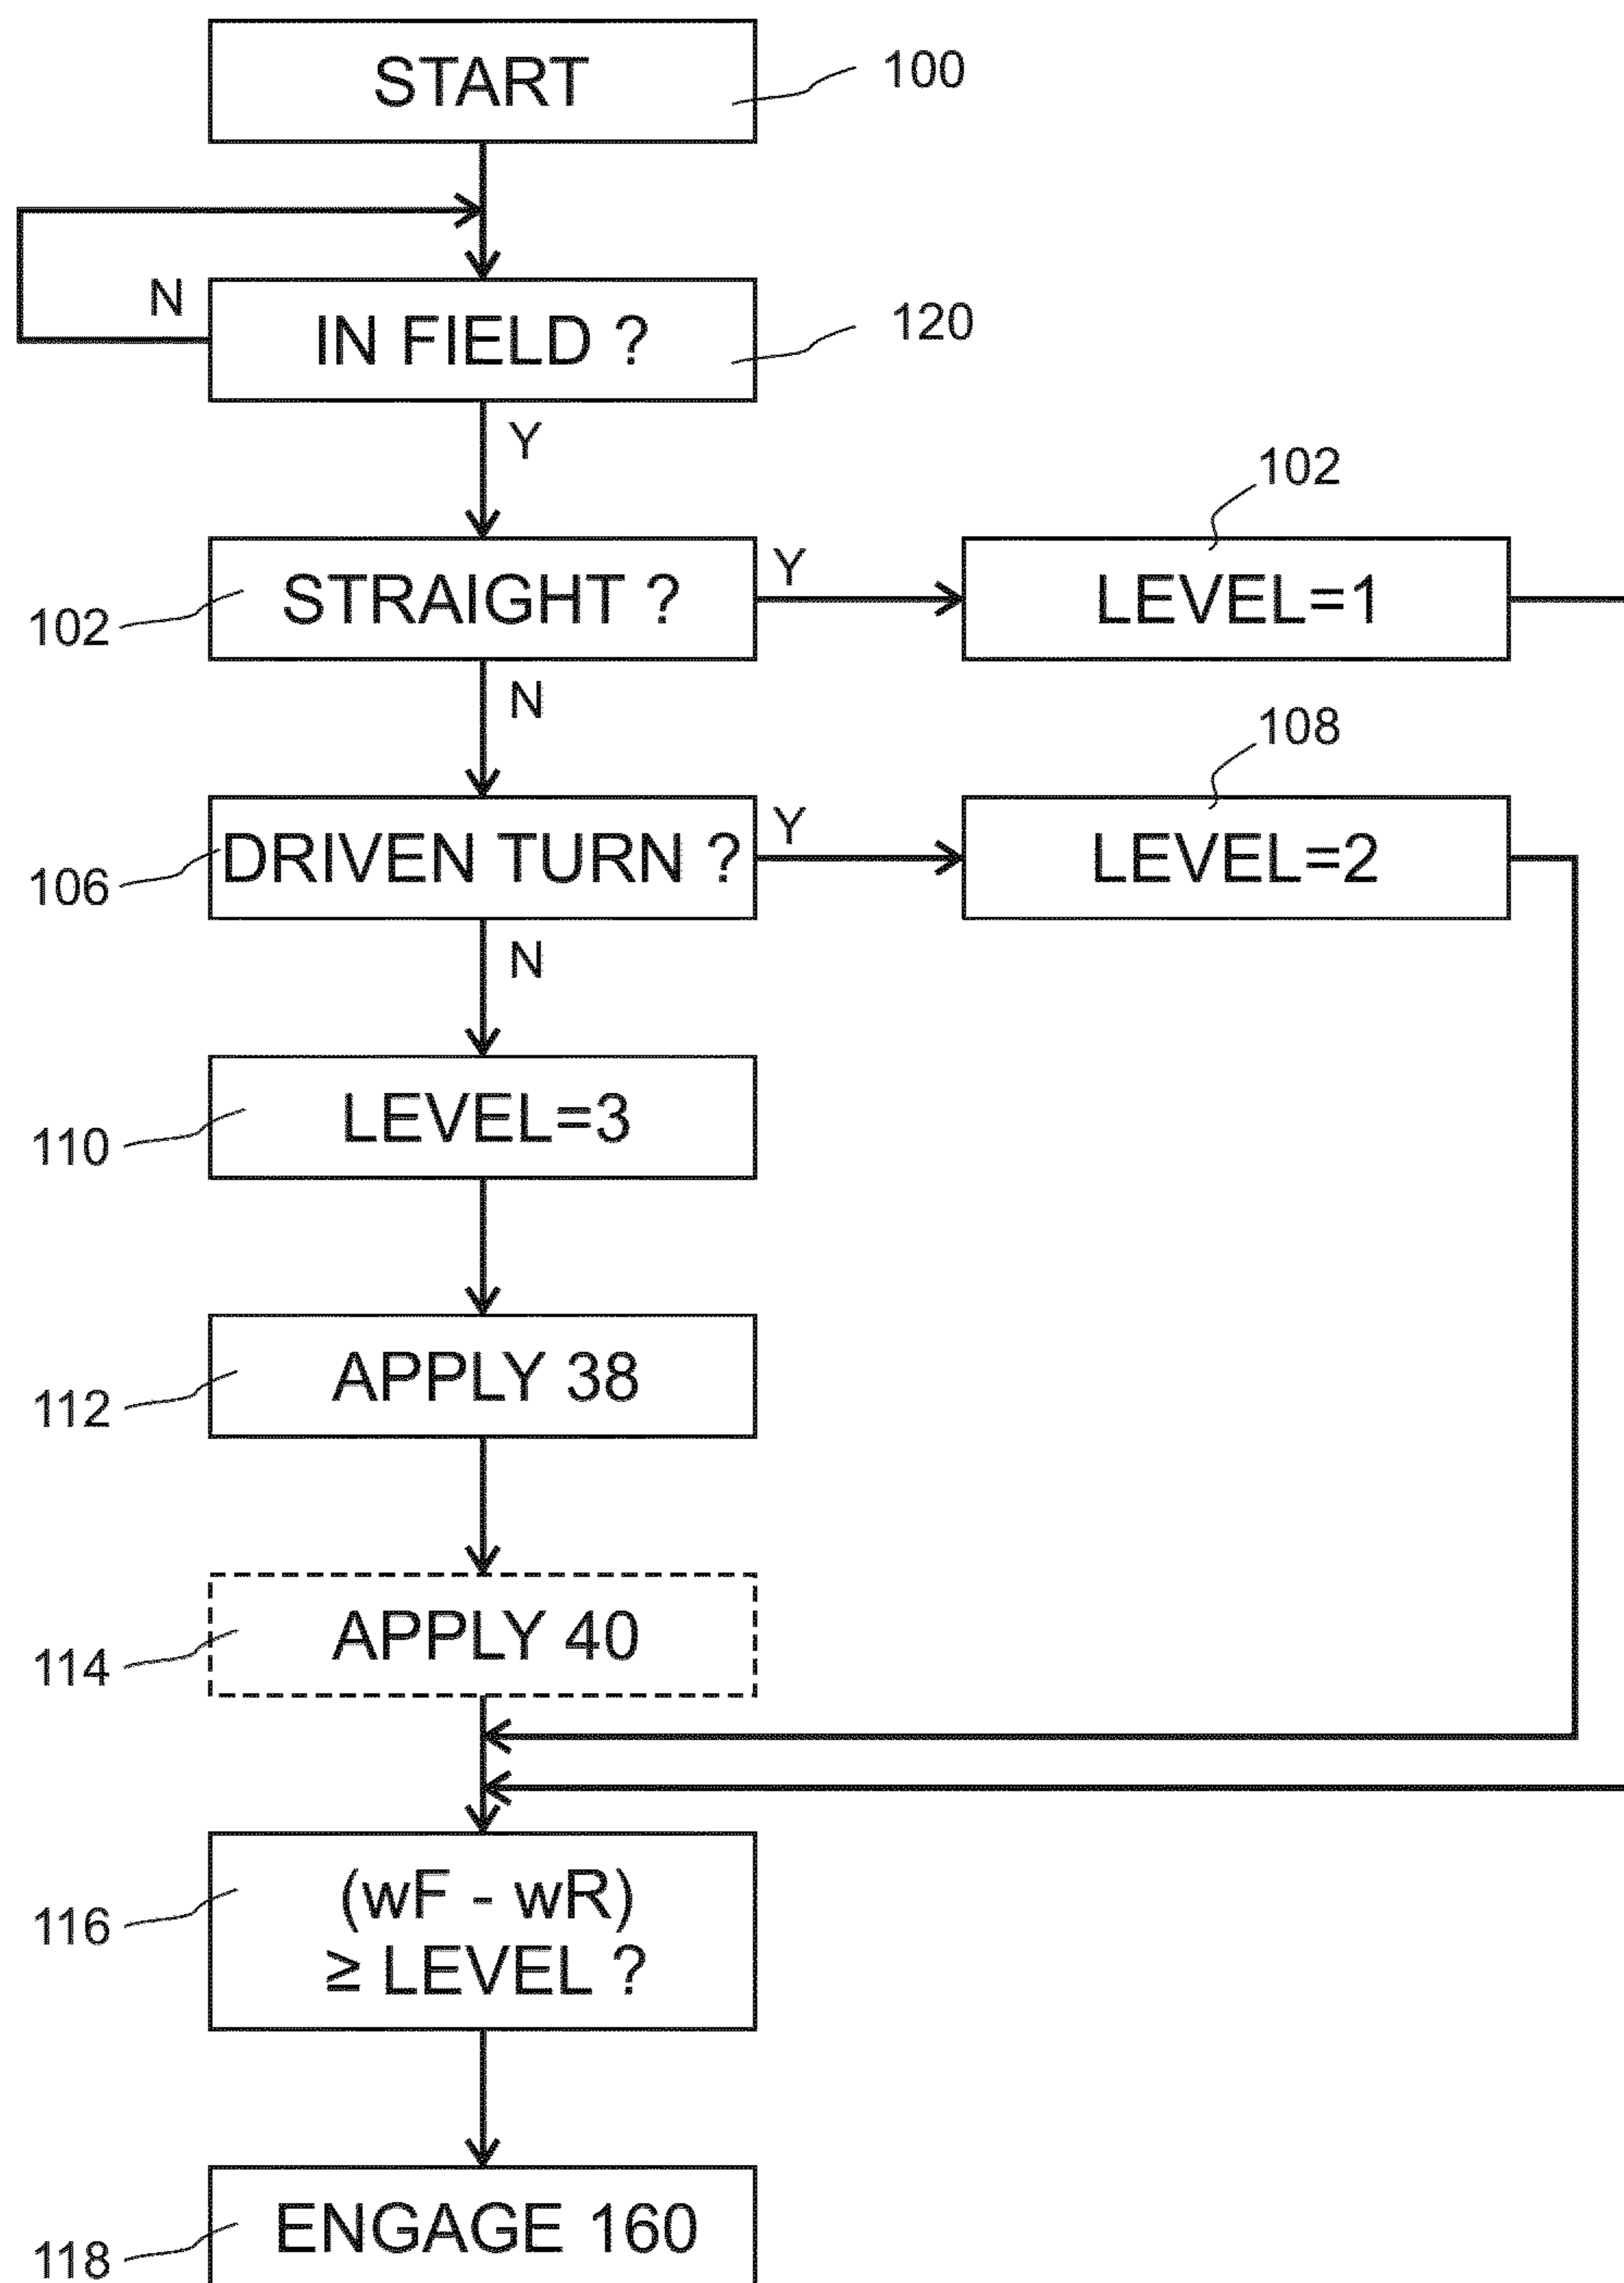 START
100
N
IN FIELD ?
120
Y
102
STRAIGHT ?
Y
102
LEVEL=1
N
108
106
DRIVEN TURN ?
Y
LEVEL=2
N
110
LEVEL=3
112
APPLY 38
114
APPLY 40
116
(wF - wR)
≥ LEVEL ?
118
ENGAGE 160